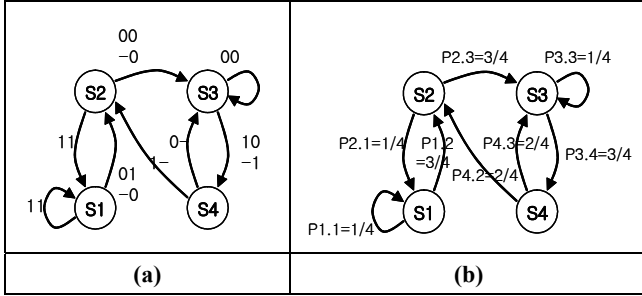 00
-0
00
S2
S3
11
01
-0
0-
1-
10
-1
11
S1
S4
P2.3=3/4
P3.3=1/4
S2
S3
P2.1=1/4
P1.2
=3/4
P4.3=2/4
P4.2=2/4
P3.4=3/4
S1
S4
P1.1=1/4
(a)
(b)